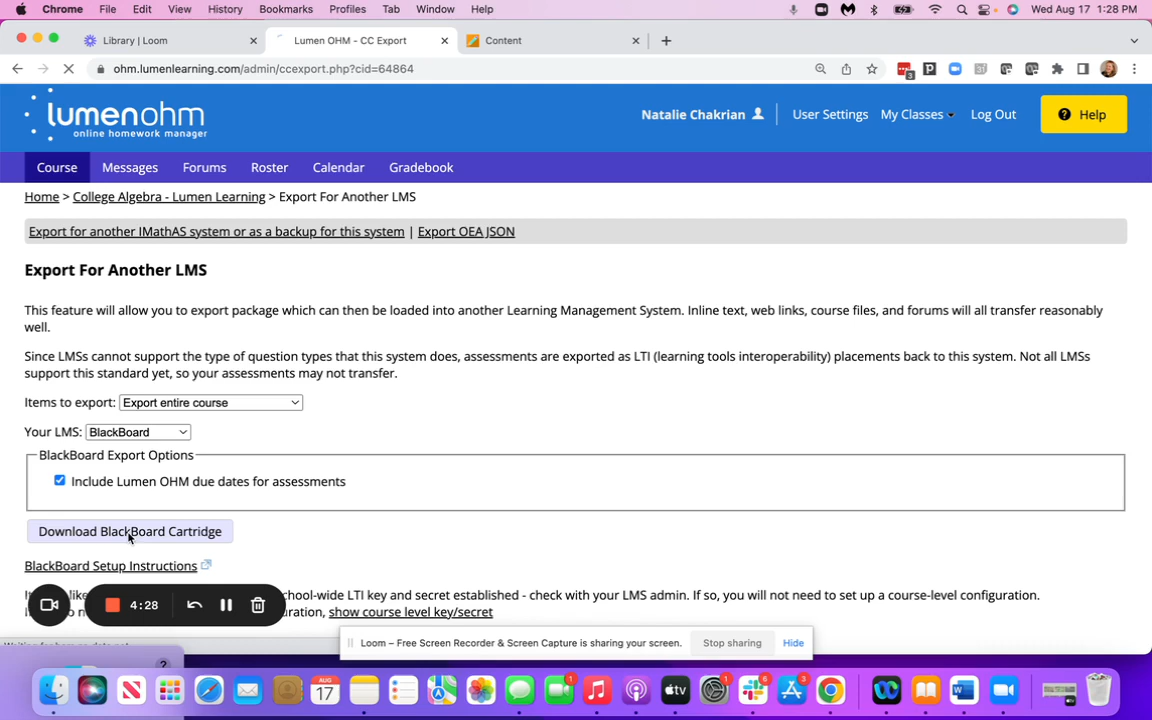 Chrome File Edit View History Bookmarks Profiles Tab Window Help Wed Aug 17 1:28 PM
Library | Loom Lumen OHM - CC Export Content
ohm.lumenlearning.com/admin/ccexport.php?cid=64864
3
lumenohm
online homework manager
Natalie Chakrian User Settings My Classes Log Out ? Help
Course Messages Forums Roster Calendar Gradebook
Home > College Algebra - Lumen Learning > Export For Another LMS
Export for another IMathAS system or as a backup for this system | Export OEA JSON
Export For Another LMS
This feature will allow you to export package which can then be loaded into another Learning Management System. Inline text, web links, course files, and forums will all transfer reasonably
well.
Since LMSs cannot support the type of question types that this system does, assessments are exported as LTI (learning tools interoperability) placements back to this system. Not all LMSs
support this standard yet, so your assessments may not transfer.
Items to export: Export entire course
Your LMS: BlackBoard
BlackBoard Export Options
Include Lumen OHM due dates for assessments
Download BlackBoard Cartridge
BlackBoard Setup Instructions
chool-wide LTI key and secret established - check with your LMS admin. If so, you will not need to set up a course-level configuration.
4:28
uration, show course level key/secret
Loom – Free Screen Recorder & Screen Capture is sharing your screen. Stop sharing Hide
?
AUG
17
1
1
6
3